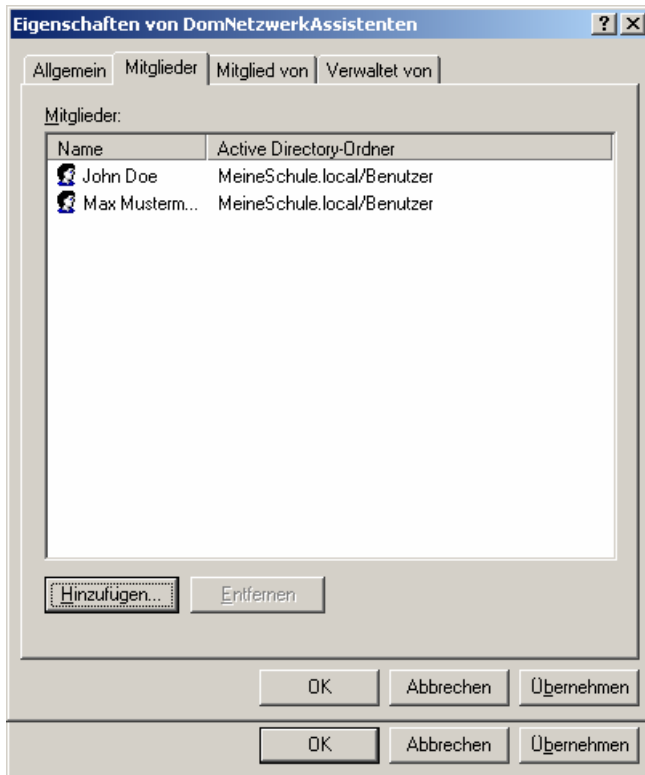 Eigenschaften von DomNetzwerkAssistenten
Allgemein Mitglieder Mitglied von Verwaltet von
Mitglieder:
Name Active Directory-Ordner
John Doe MeineSchule.local/Benutzer
Max Musterm... MeineSchule.local/Benutzer
Hinzufügen... Entfernen
OK Abbrechen Übernehmen
OK Abbrechen Übernehmen